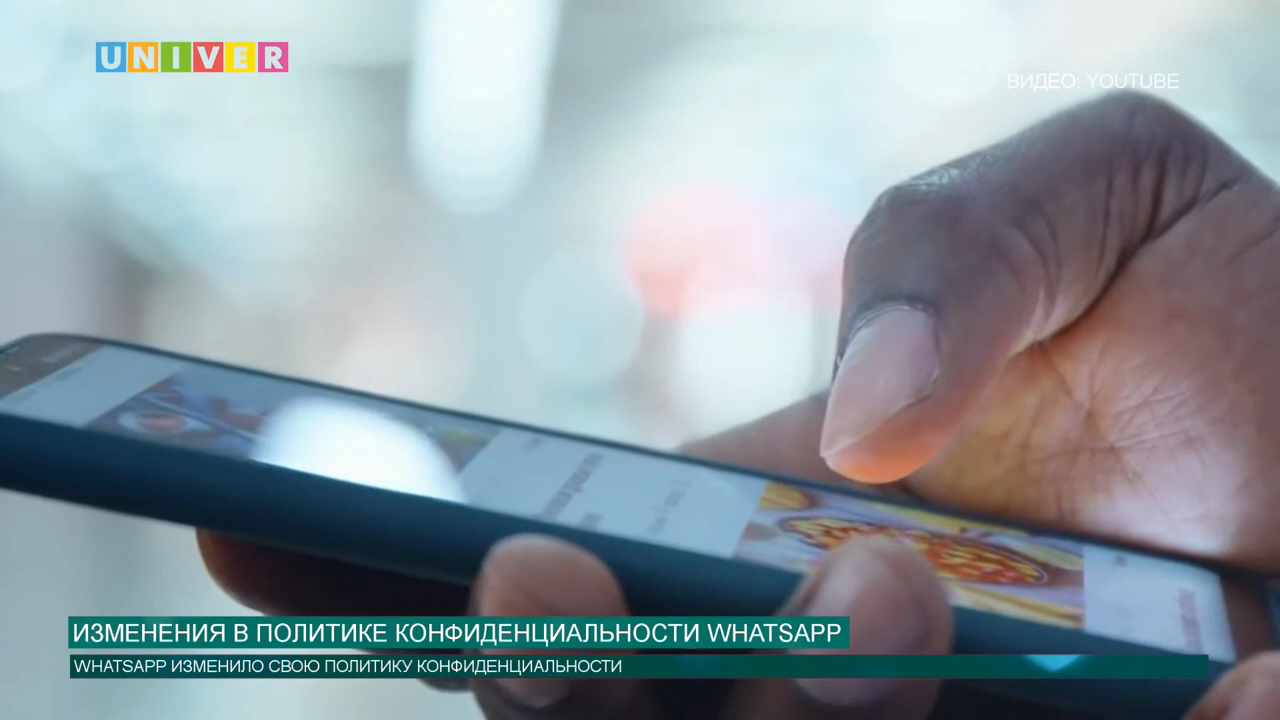 UNIVER
ВИДЕО: YOUTUBE
ИЗМЕНЕНИЯ В ПОЛИТИКЕ КОНФИДЕНЦИАЛЬНОСТИ WHATSAPP
WHATSAPP ИЗМЕНИЛО СВОЮ ПОЛИТИКУ КОНФИДЕНЦИАЛЬНОСТИ